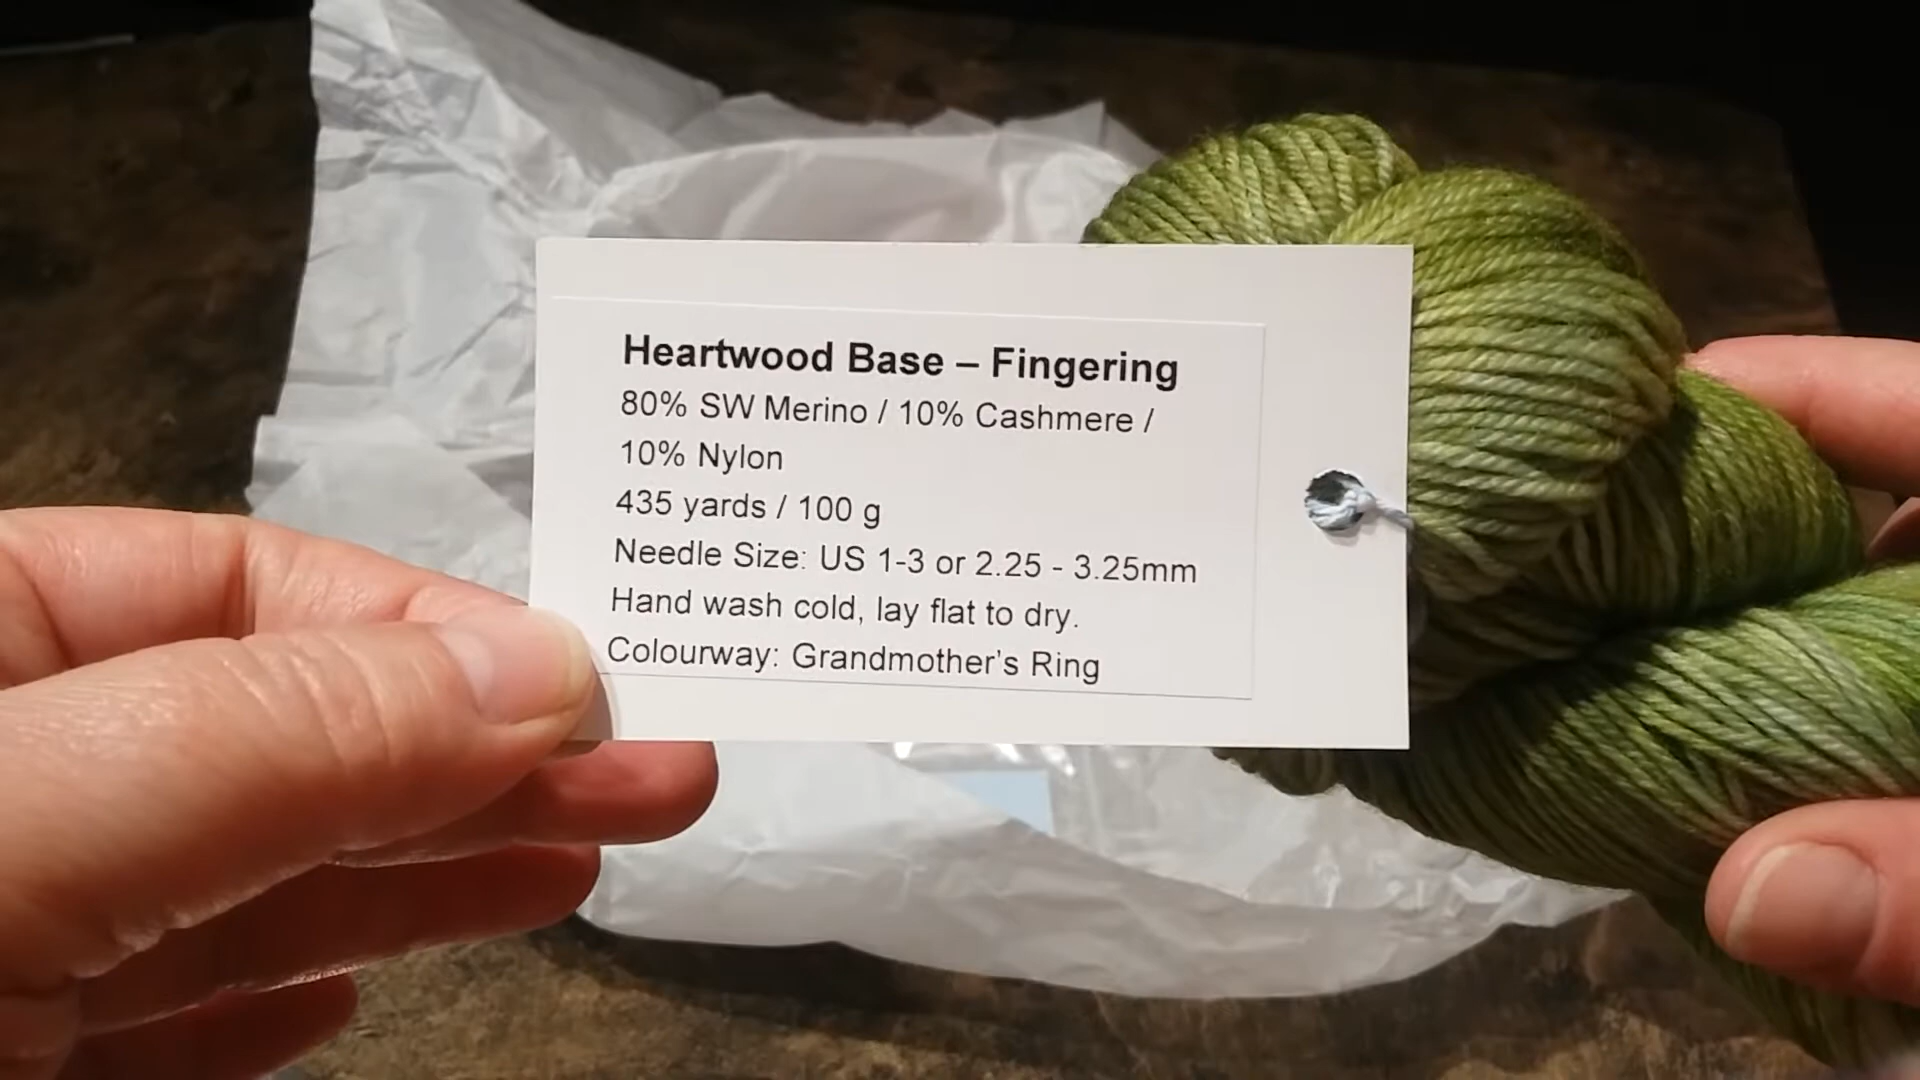 Heartwood Base – Fingering
80% SW Merino / 10% Cashmere /
10% Nylon
435 yards / 100 g
Needle Size: US 1-3 or 2.25 - 3.25mm
Hand wash cold, lay flat to dry.
Colourway: Grandmother’s Ring